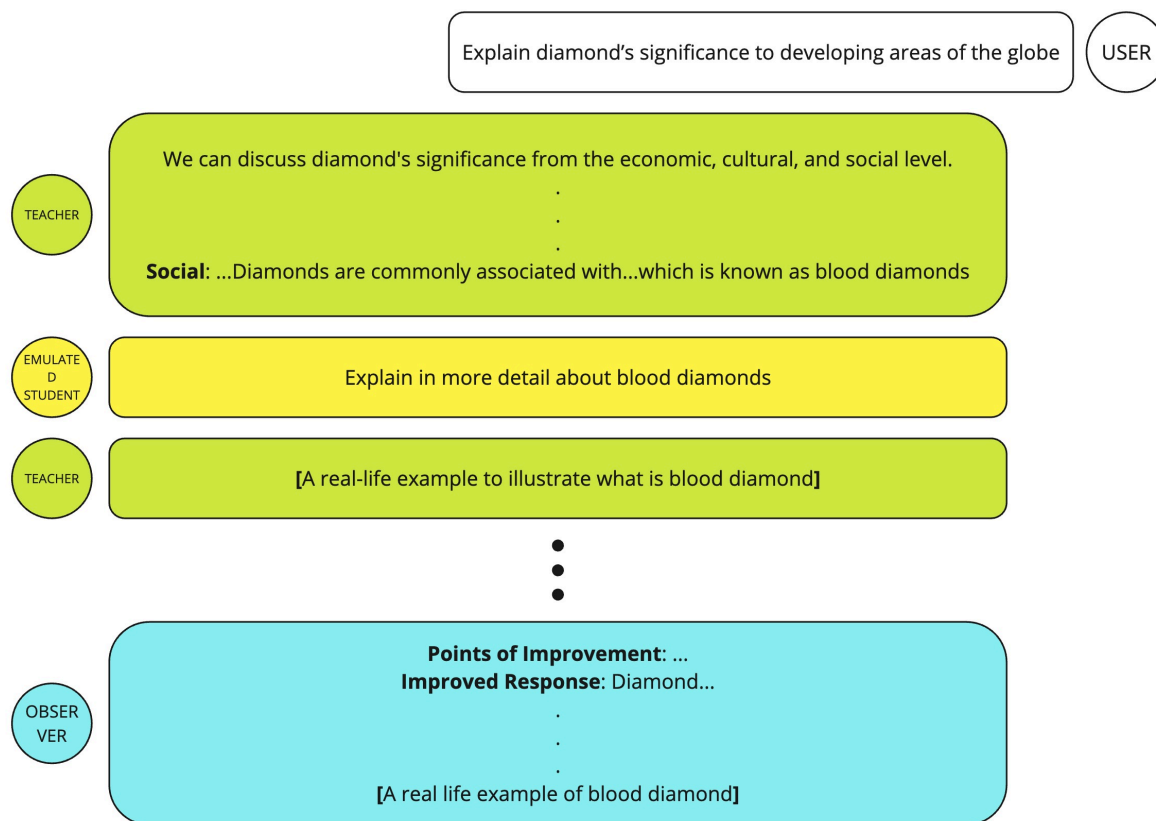 Explain diamond’s significance to developing areas of the globe
USER
We can discuss diamond's significance from the economic, cultural, and social level.
.
.
.
Social: ...Diamonds are commonly associated with...which is known as blood diamonds
TEACHER
EMULATE
D
STUDENT
Explain in more detail about blood diamonds
TEACHER
[A real-life example to illustrate what is blood diamond]
Points of Improvement: ...
Improved Response: Diamond...
.
.
.
[A real life example of blood diamond]
OBSER
VER